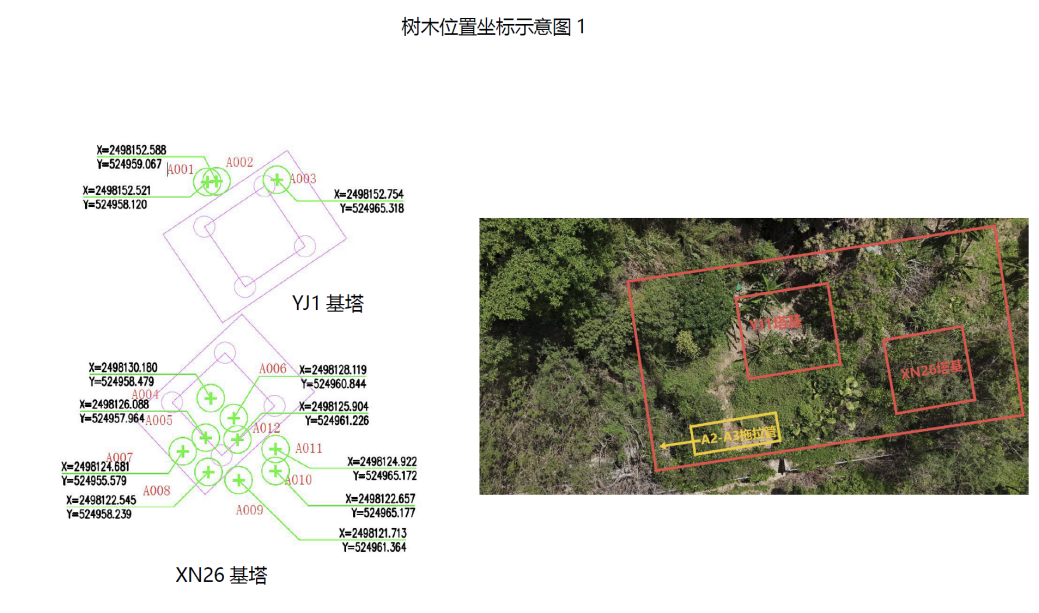 树木位置坐标示意图 1
X=2498152.588
Y=524959.067
A001
A002
X=2498152.521
Y=524958.120
A003
X=2498152.754
Y=524965.318
YJ1 基塔
X=2498130.180
Y=524958.479
A004
A006
X=2498128.119
Y=524960.844
X=2498126.088
Y=524957.964
A005
X=2498125.904
Y=524961.226
A012
A011
A007
X=2498124.681
Y=524955.579
X=2498124.922
Y=524965.172
A008
A010
X=2498122.545
Y=524958.239
X=2498122.657
Y=524965.177
A009
X=2498121.713
Y=524961.364
XN26 基塔
YJ1塔基
XN26塔基
A2-A3拖拉管